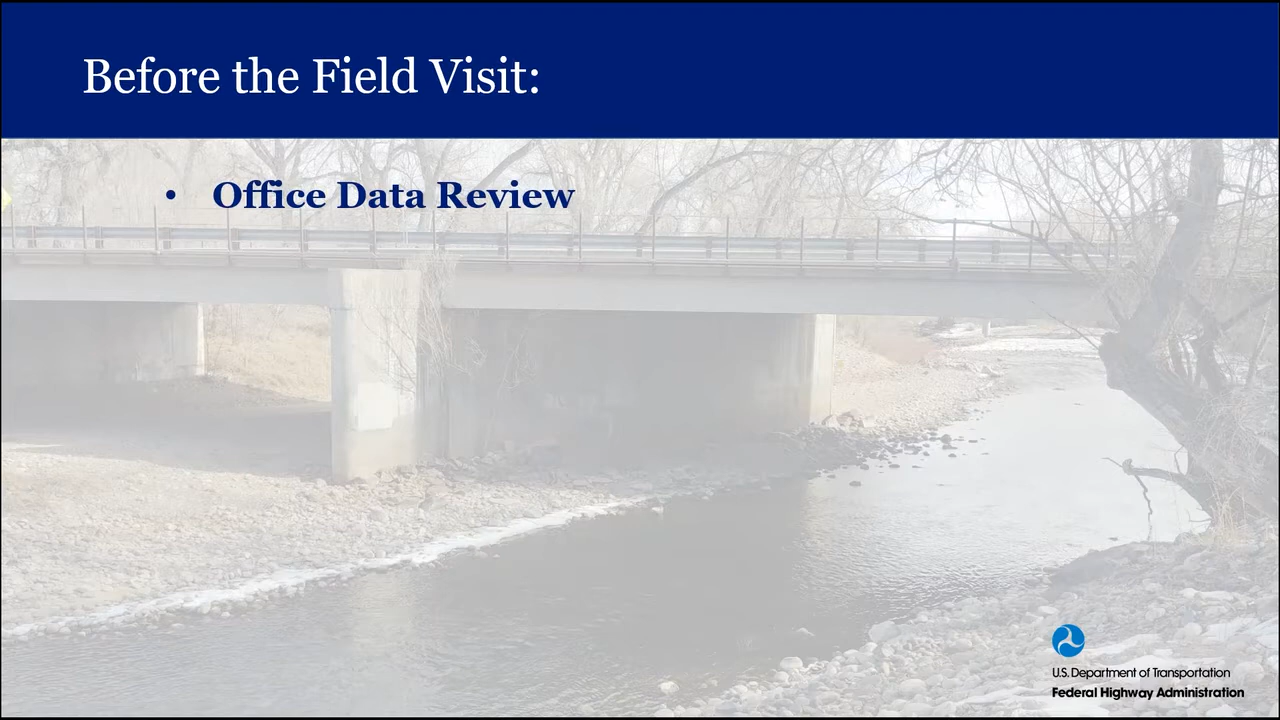 Before the Field Visit:
• Office Data Review
U.S. Department of Transportation
Federal Highway Administration